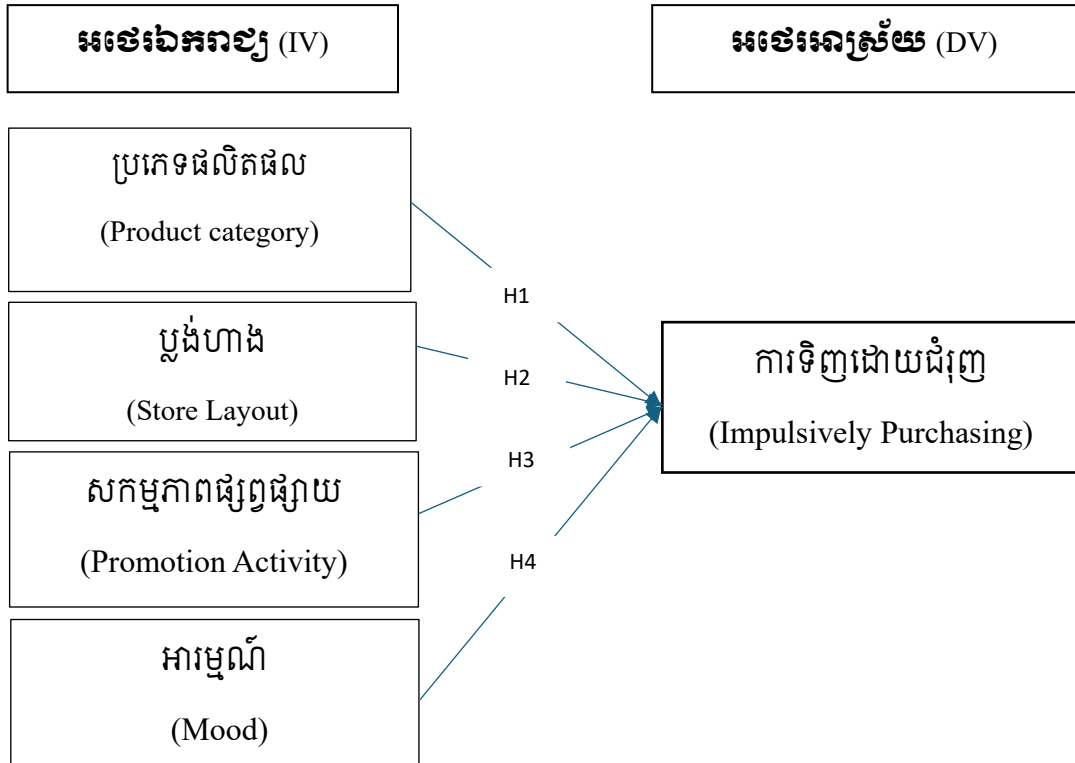 អថេរឯករាជ្យ (IV)
អថេរអាស្រ័យ (DV)
ប្រភេទផលិតផល
(Product category)
H1
ប្លង់ហាង
(Store Layout)
H2
ការទិញដោយជំរុញ
(Impulsively Purchasing)
សកម្មភាពផ្សព្វផ្សាយ
(Promotion Activity)
H3
H4
អារម្មណ៍
(Mood)